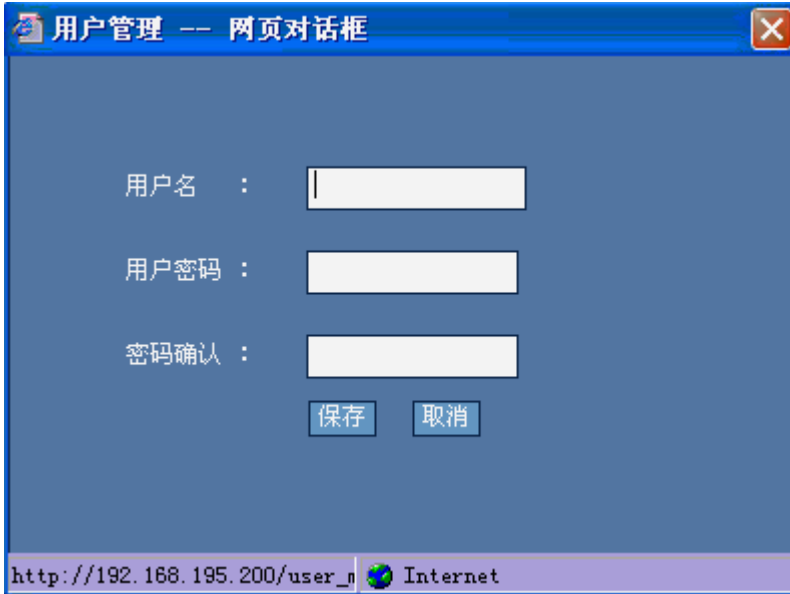 用户管理 -- 网页对话框
用户名 :
用户密码 :
密码确认 :
保存 取消
http://192.168.195.200/user_m Internet